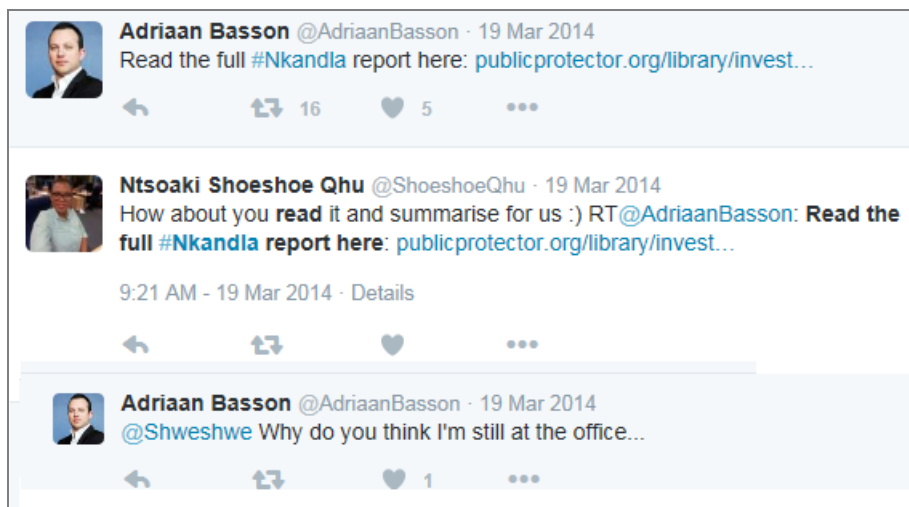 Adriaan Basson @AdriaanBasson · 19 Mar 2014
Read the full #Nkandla report here: publicprotector.org/library/invest...
16 5
Ntsoaki Shoeshoe Qhu @ShoeshoeQhu · 19 Mar 2014
How about you read it and summarise for us :) RT@AdriaanBasson: Read the
full #Nkandla report here: publicprotector.org/library/invest...
9:21 AM - 19 Mar 2014 · Details
Adriaan Basson @AdriaanBasson · 19 Mar 2014
@Shweshwe Why do you think I'm still at the office...
1